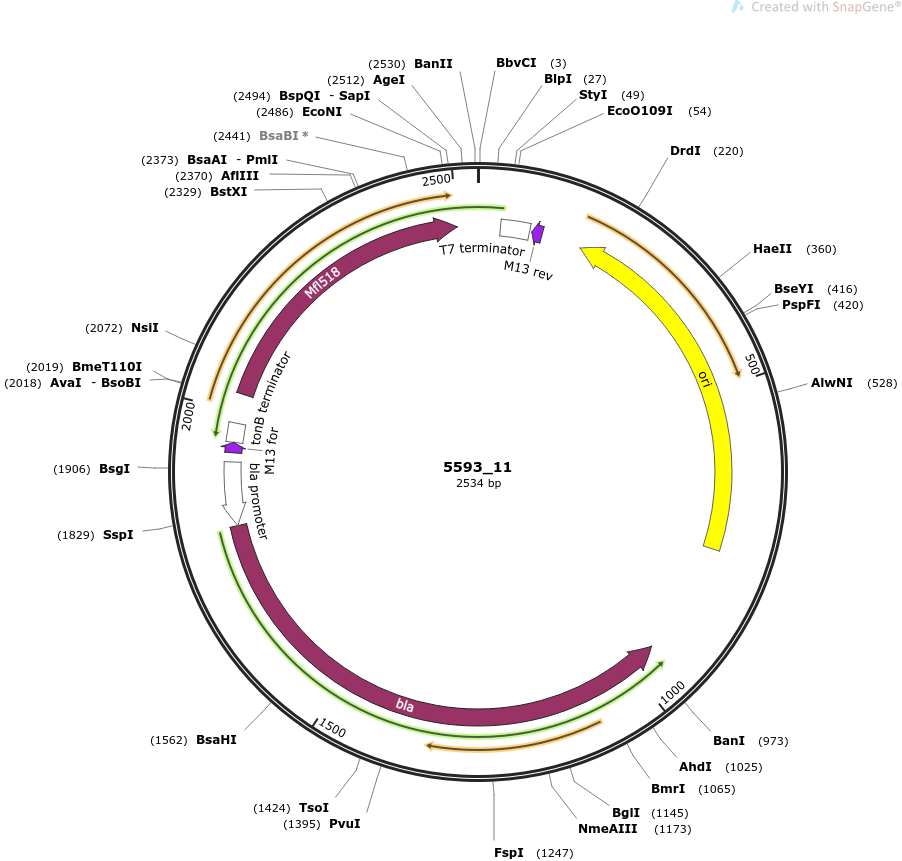 Created with SnapGene®
(2530) BanII
BbvCI (3)
(2512) AgeI
BlpI (27)
(2494) BspQI - SapI
StyI (49)
(2486) EcoNI
EcoO109I (54)
(2441) BsaBI *
DrdI (220)
(2373) BsaAI - PmlI
(2370) AflIII
(2329) BstXI
2500
T7 terminator
M13 rev
HaeII (360)
Mfl518
BseYI (416)
PspFI (420)
(2072) NsiI
(2019) BmeT110I
(2018) AvaI - BsoBI
500
ori
AlwNI (528)
2000
tonB terminator
M13 for
5593_11
2534 bp
(1906) BsgI
bla promoter
(1829) SspI
bla
1000
1500
(1562) BsaHI
BanI (973)
AhdI (1025)
BmrI (1065)
(1424) TsoI
BglI (1145)
(1395) PvuI
NmeAIII (1173)
FspI (1247)